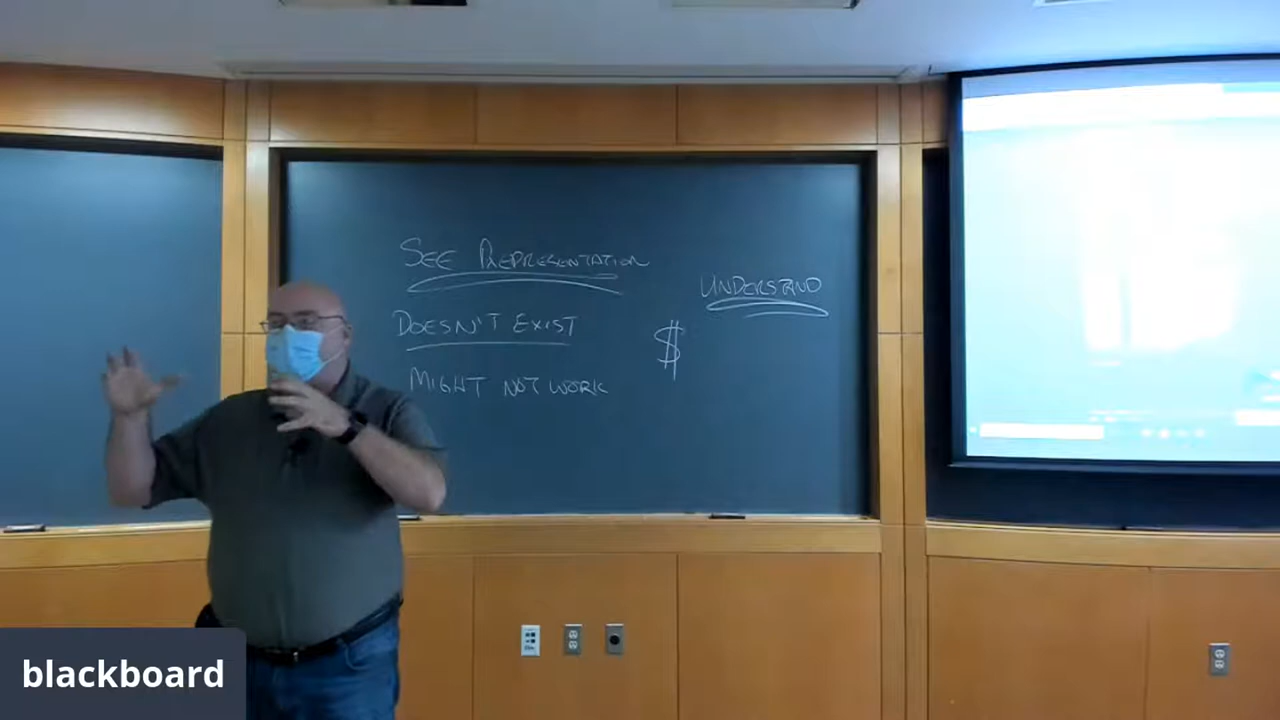 SEE REPRESENTATION
UNDERSTAND
DOESN'T EXIST
$
MIGHT NOT WORK
blackboard